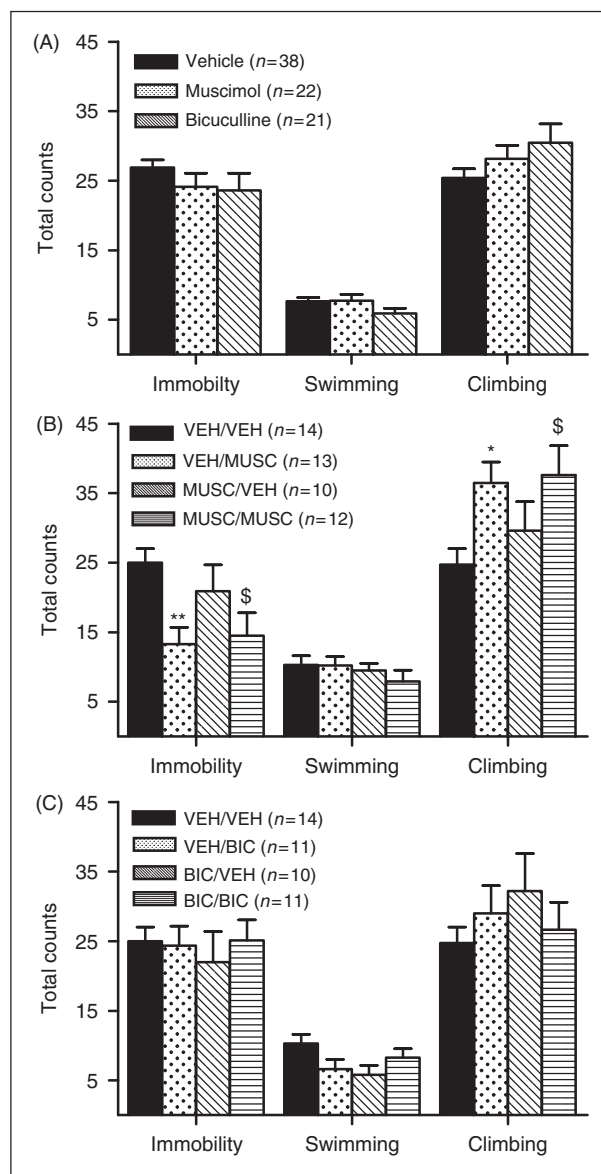 (A)
45
35
25
15
5
Total counts
Vehicle (n=38)
Muscimol (n=22)
Bicuculline (n=21)
Immobilty
Swimming
Climbing
(B)
45
35
25
15
5
Total counts
VEH/VEH (n=14)
VEH/MUSC (n=13)
MUSC/VEH (n=10)
MUSC/MUSC (n=12)
**
$
*
$
Immobility
Swimming
Climbing
(C)
45
35
25
15
5
Total counts
VEH/VEH (n=14)
VEH/BIC (n=11)
BIC/VEH (n=10)
BIC/BIC (n=11)
Immobility
Swimming
Climbing